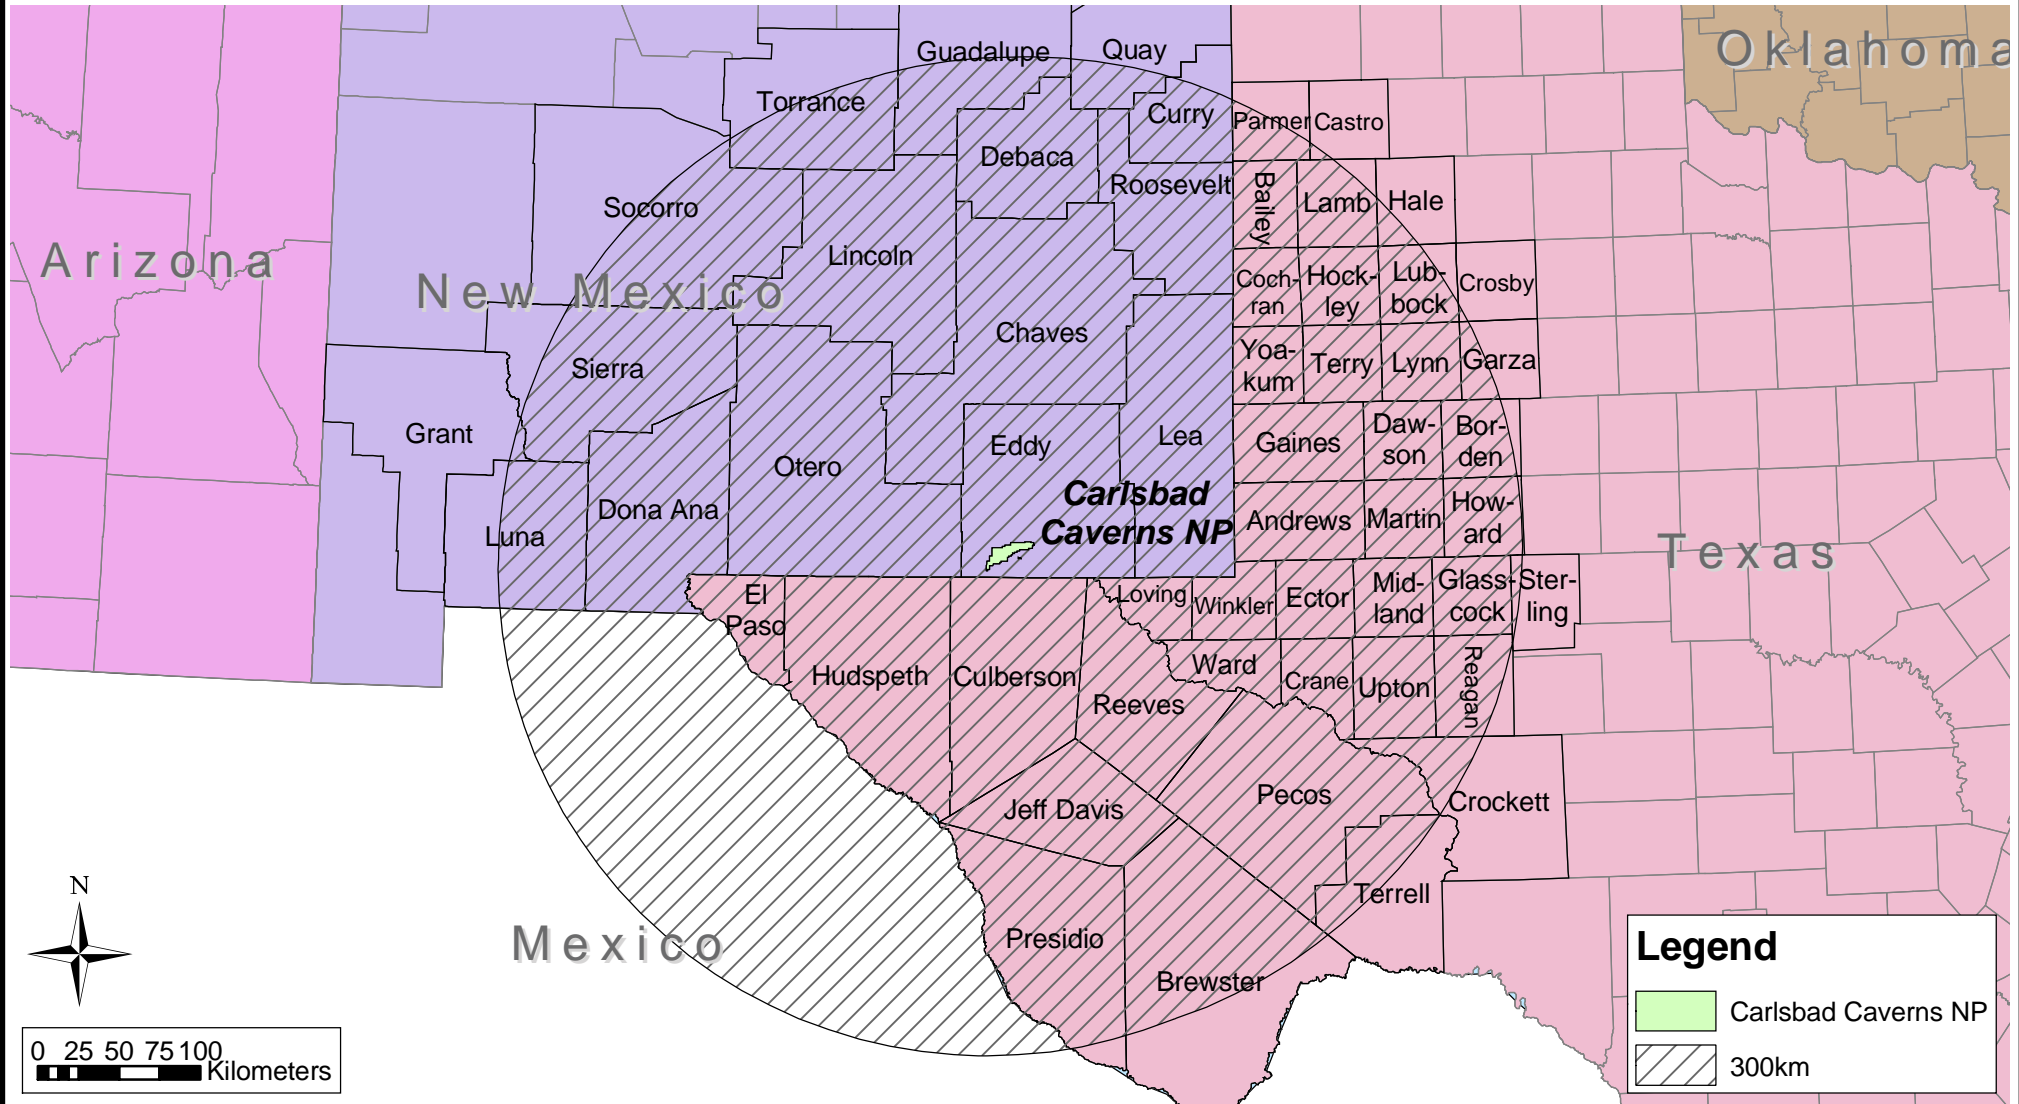 Oklahoma
Guadalupe
Quay
Torrance
Curry
Parmer
Castro
Debaca
Roosevelt
Bailey
Lamb
Hale
Socorro
Lincoln
Arizona
New Mexico
Coch-
ran
Hock-
ley
Lub-
bock
Crosby
Chaves
Sierra
Yoa-
kum
Terry
Lynn
Garza
Grant
Otero
Eddy
Lea
Gaines
Daw-
son
Bor-
den
Carlsbad
Caverns NP
Luna
Dona Ana
Andrews
Martin
How-
ard
Texas
El
Paso
Loving
Winkler
Ector
Mid-
land
Glass-
cock
Ster-
ling
Hudspeth
Culberson
Reeves
Ward
Crane
Upton
Reagan
Jeff Davis
Pecos
Crockett
Terrell
Presidio
Brewster
Mexico
N
0 25 50 75 100
Kilometers
Legend
Carlsbad Caverns NP
300km